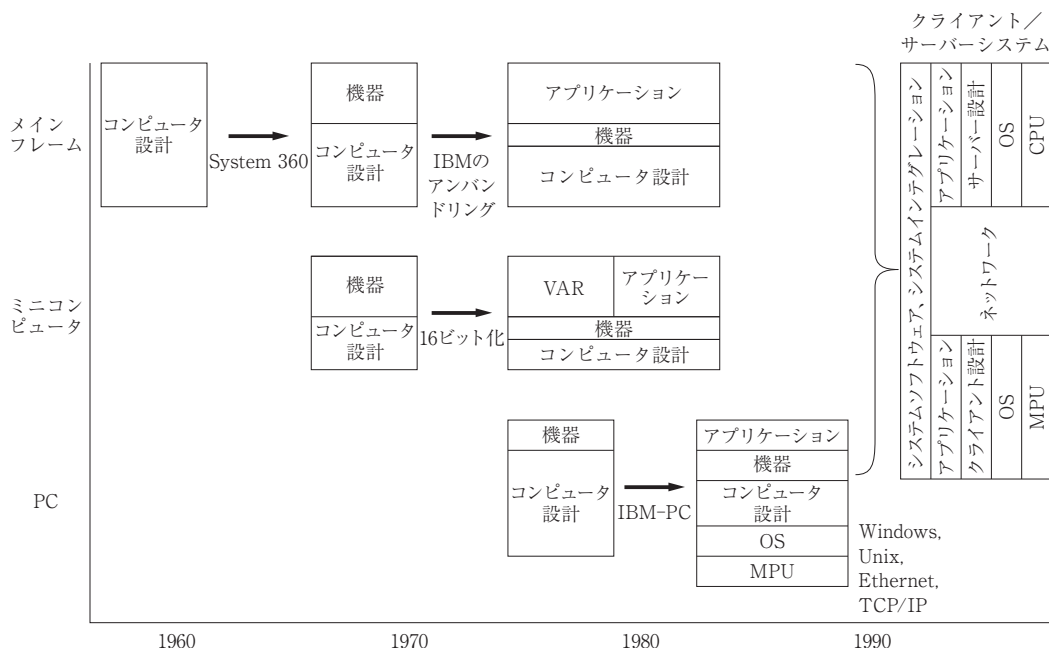 クライアント／
サーバーシステム
メイン
フレーム
コンピュータ
設計
System 360
機器
コンピュータ
設計
IBMの
アンバン
ドリング
アプリケーション
機器
コンピュータ設計
システムソフトウェア、システムインテグレーション
アプリケーション
サーバー設計
OS
CPU
ネットワーク
アプリケーション
クライアント設計
OS
MPU
ミニコン
ピュータ
機器
コンピュータ
設計
16ビット化
VAR
アプリケー
ション
機器
コンピュータ設計
PC
機器
コンピュータ
設計
IBM-PC
アプリケーション
機器
コンピュータ
設計
OS
MPU
Windows,
Unix,
Ethernet,
TCP/IP
1960
1970
1980
1990